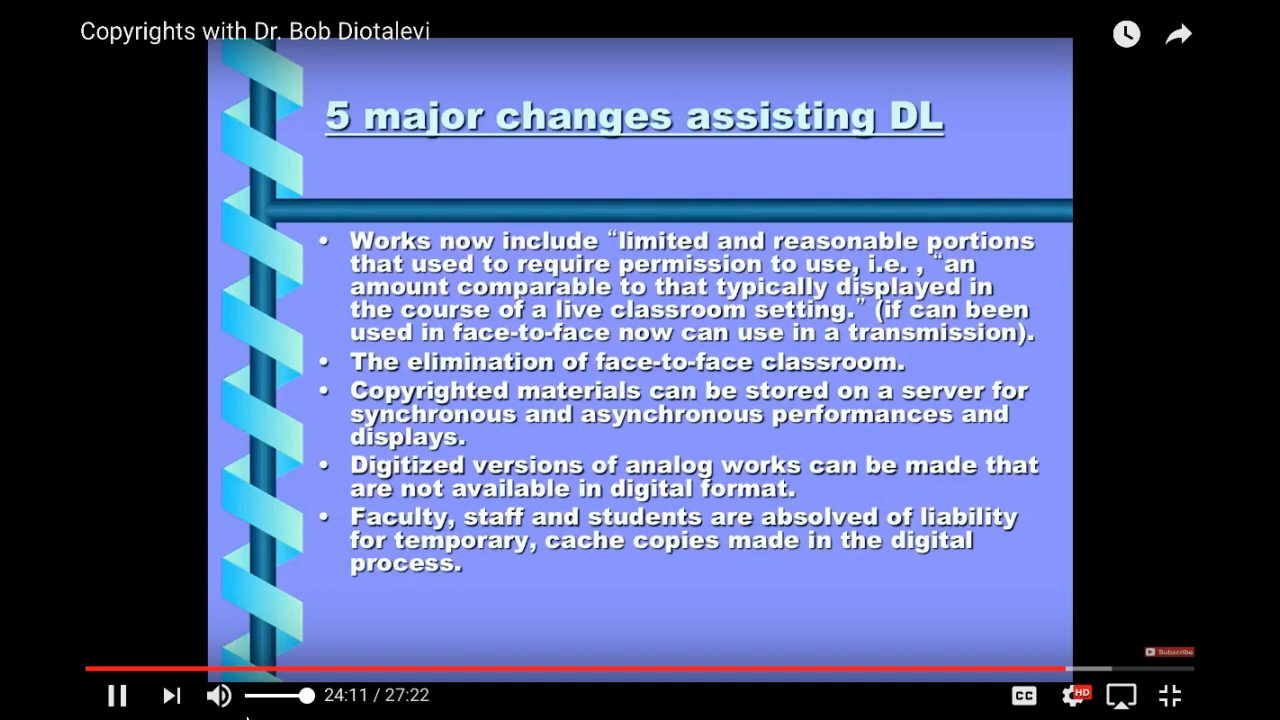 Copyrights with Dr. Bob Diotalevi
5 major changes assisting DL
• Works now include “limited and reasonable portions
that used to require permission to use, i.e. , “an
amount comparable to that typically displayed in
the course of a live classroom setting.” (if can been
used in face-to-face now can use in a transmission).
• The elimination of face-to-face classroom.
• Copyrighted materials can be stored on a server for
synchronous and asynchronous performances and
displays.
• Digitized versions of analog works can be made that
are not available in digital format.
• Faculty, staff and students are absolved of liability
for temporary, cache copies made in the digital
process.
Subscribe
24:11 / 27:22
CC
HD